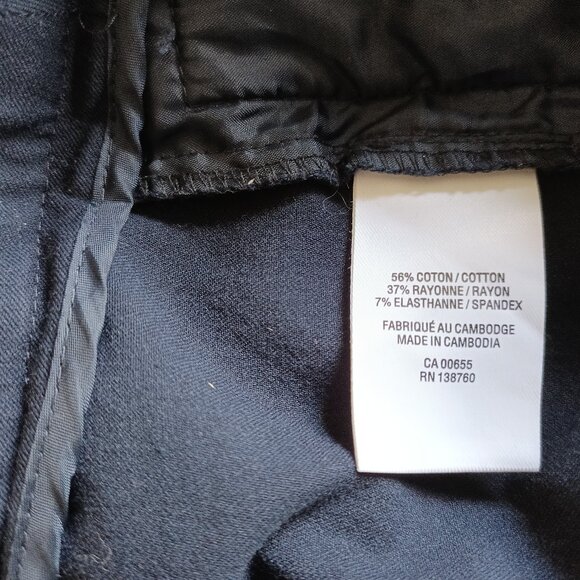 56% COTON / COTTON
37% RAYONNE / RAYON
7% ELASTHANNE / SPANDEX
FABRIQUÉ AU CAMBODGE
MADE IN CAMBODIA
CA 00655
RN 138760